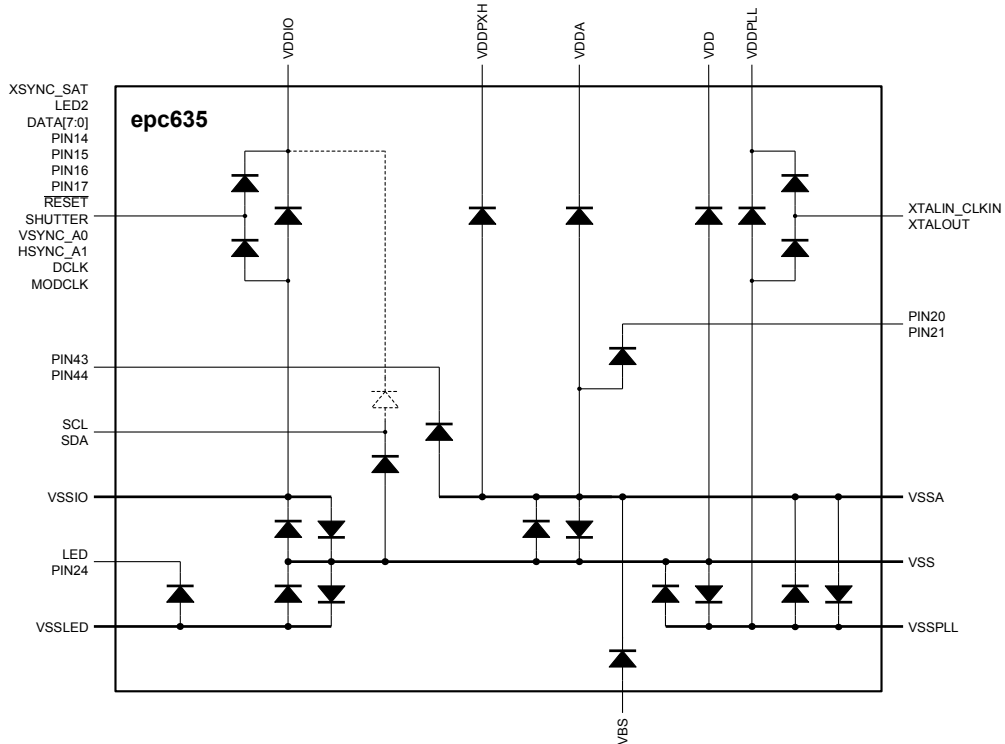 VDDIO
VDDPXH
VDDA
VDD
VDDPLL
epc635
XSYNC_SAT
LED2
DATA[7:0]
PIN14
PIN15
PIN16
PIN17
RESET
SHUTTER
VSYNC_A0
HSYNC_A1
DCLK
MODCLK
XTALIN_CLKIN
XTALOUT
PIN20
PIN21
PIN43
PIN44
SCL
SDA
VSSIO
VSSA
LED
PIN24
VSS
VSSLED
VSSPLL
VBS